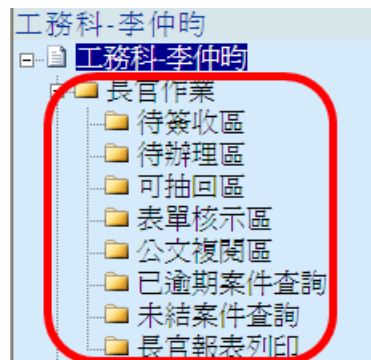 工務科-李仲昀
工務科-李仲昀
長官作業
待簽收區
待辦理區
可抽回區
表單核示區
公文複閱區
已逾期案件查詢
未結案件查詢
長官報表列印